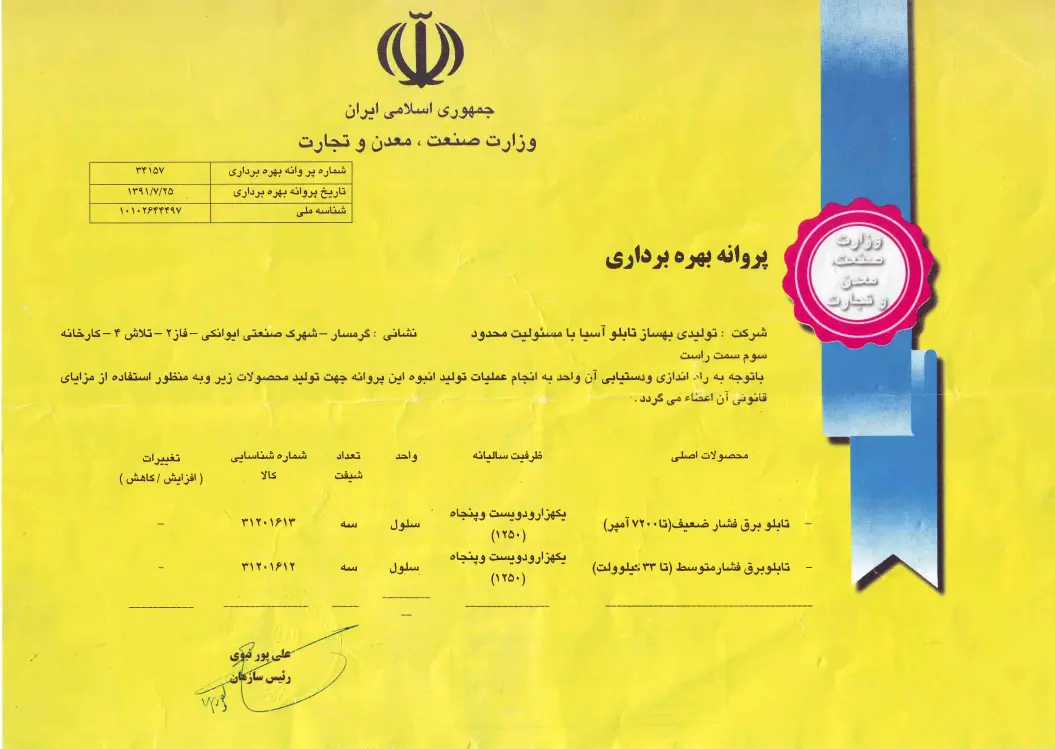 جمهوری اسلامی ایران
وزارت صنعت ، معدن و تجارت
شماره پروانه بهره برداری ۳۴۱۵۷
تاریخ پروانه بهره برداری ۱۳۹۱/۷/۲۵
شناسه ملی ۱۰۱۰۲۶۴۴۴۹۷
وزارت
صنعت،
معدن
و تجارت
پروانه بهره برداری
شرکت : تولیدی بهساز تابلو آسیا با مسئولیت محدود نشانی : گرمسار – شهرک صنعتی ایوانکی – فاز۲ – تلاش ۴ – کارخانه
سوم سمت راست
باتوجه به راه اندازی ودستیابی آن واحد به انجام عملیات تولید انبوه این پروانه جهت تولید محصولات زیر وبه منظور استفاده از مزایای
قانونی آن اعضاء می گردد .
محصولات اصلی ظرفیت سالیانه واحد تعداد شماره شناسایی تغییرات
شیفت کالا ( افزایش / کاهش )
– تابلو برق فشار ضعیف(تا ۷۲۰۰ آمپر) یکهزارودویست وپنجاه سلول سه ۳۱۲۰۱۶۱۳ –
(۱۲۵۰)
– تابلوبرق فشارمتوسط (تا ۳۳ کیلوولت) یکهزارودویست وپنجاه سلول سه ۳۱۲۰۱۶۱۲ –
(۱۲۵۰)
علی پور نبوی
رئیس سازمان